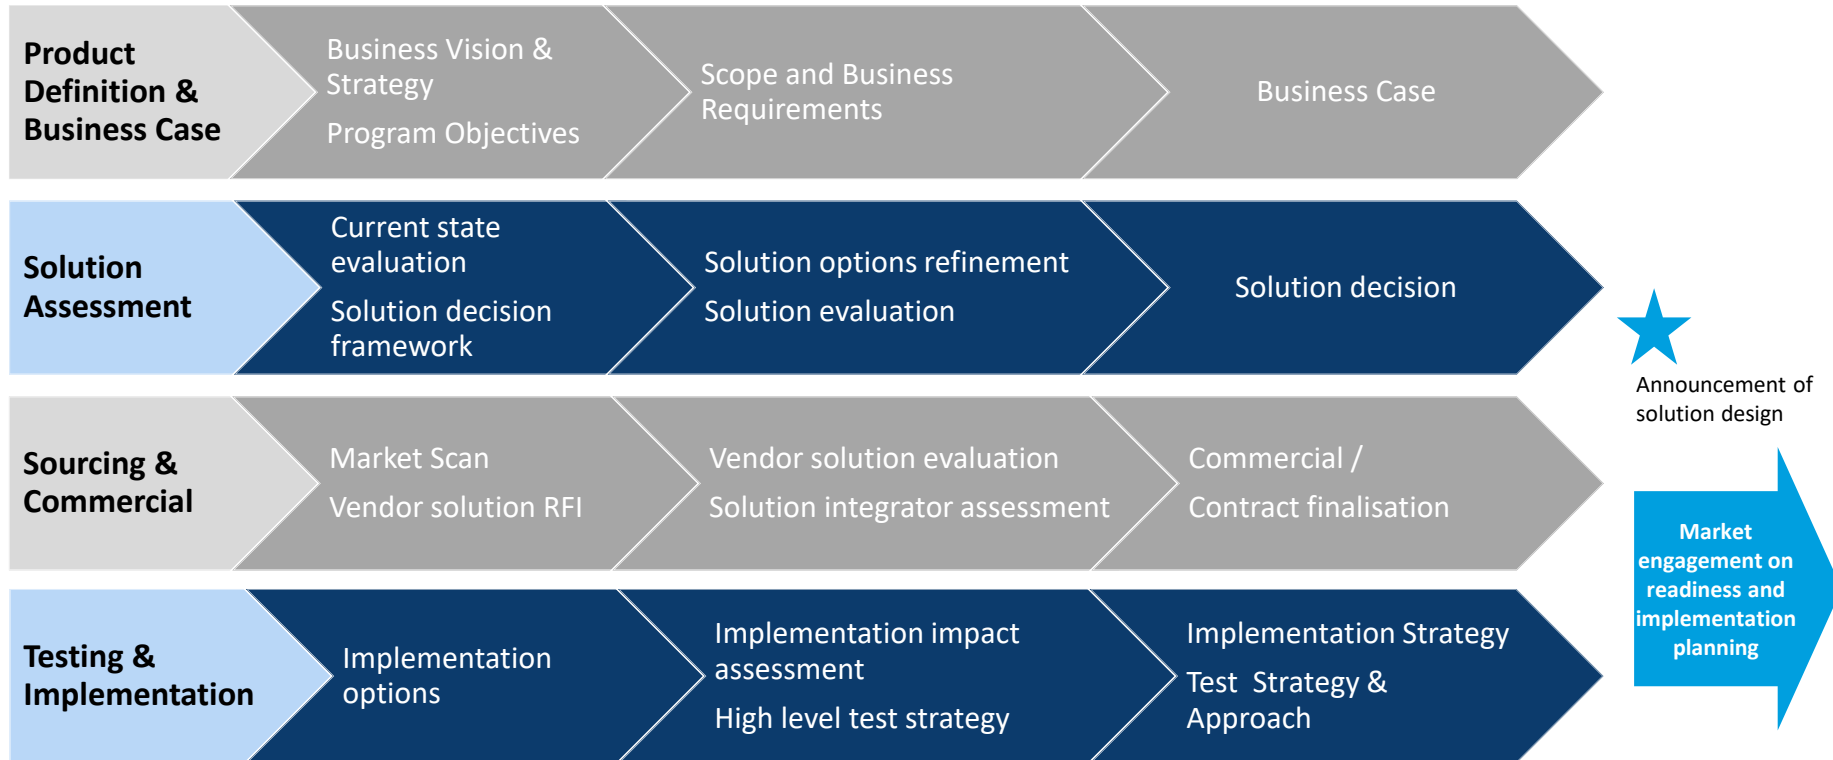 Product
Definition &
Business Case
Business Vision &
Strategy
Program Objectives
Scope and Business
Requirements
Business Case
Solution
Assessment
Current state
evaluation
Solution decision
framework
Solution options refinement
Solution evaluation
Solution decision
Announcement of
solution design
Sourcing &
Commercial
Market Scan
Vendor solution RFI
Vendor solution evaluation
Solution integrator assessment
Commercial /
Contract finalisation
Market
engagement on
readiness and
implementation
planning
Testing &
Implementation
Implementation
options
Implementation impact
assessment
High level test strategy
Implementation Strategy
Test  Strategy &
Approach